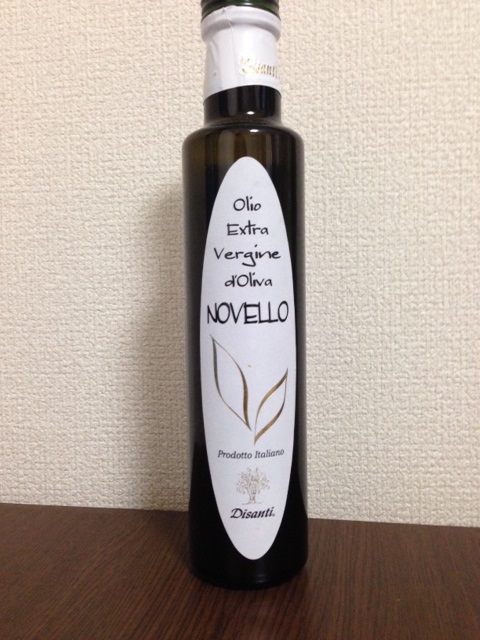 Olio
Extra
Vergine
d'Oliva
NOVELLO
Prodotto Italiano
Disanti.